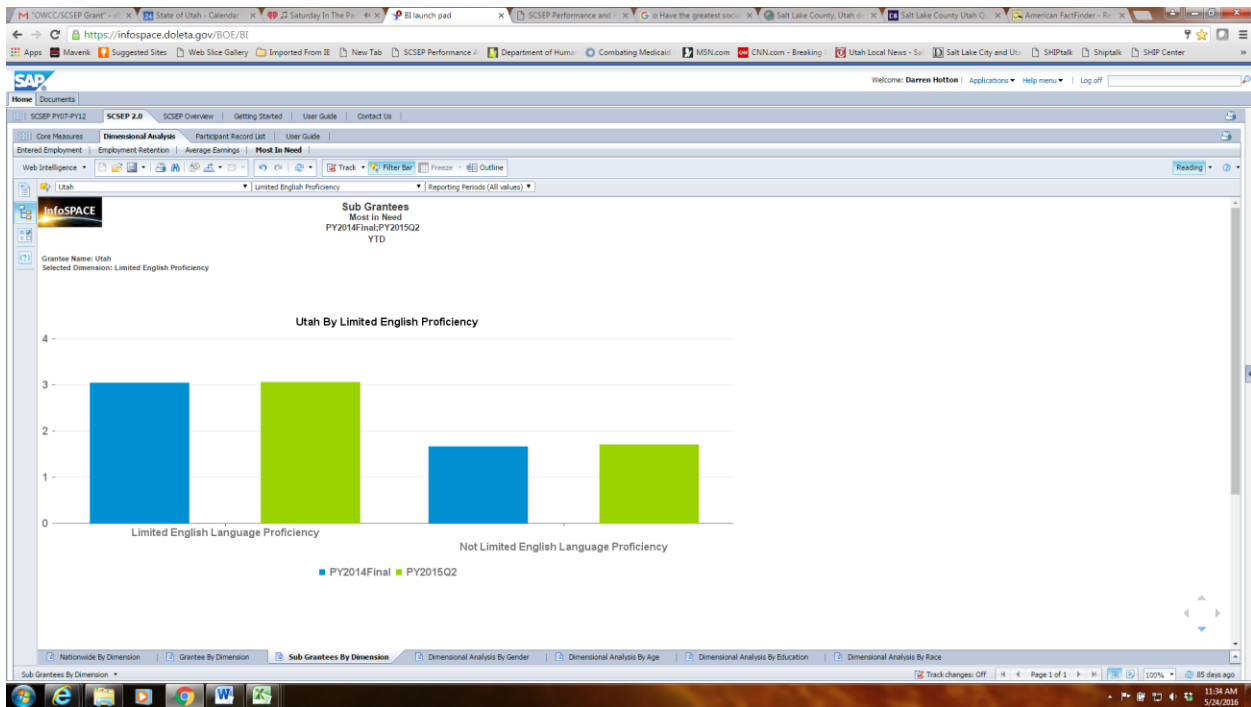 "OWCC/SCSEP Grant" - st
State of Utah - Calendar
Saturday In The Pa
BI launch pad
SCSEP Performance and
Have the greatest social
Salt Lake County, Utah
Salt Lake County Utah
American FactFinder - Re
https://infospace.doleta.gov/BOE/BI
Apps Maverik Suggested Sites Web Slice Gallery Imported From IE New Tab SCSEP Performance A Department of Huma Combating Medicaid MSN.com CNN.com - Breaking Utah Local News - Sal Salt Lake City and Uta SHIPtalk Shiptalk SHIP Center »
SAP Welcome: Darren Hotton | Applications Help menu | Log off
Home Documents
SCSEP PY07-PY12 SCSEP 2.0 SCSEP Overview | Getting Started | User Guide | Contact Us |
Core Measures Dimensional Analysis Participant Record List | User Guide |
Entered Employment | Employment Retention | Average Earnings | Most In Need |
Web Intelligence Track Filter Bar Freeze Outline Reading
Utah Limited English Proficiency Reporting Periods (All values)
InfoSPACE
Sub Grantees
Most in Need
PY2014Final;PY2015Q2
YTD
Grantee Name: Utah
Selected Dimension: Limited English Proficiency
Utah By Limited English Proficiency
4
3
2
1
0
Limited English Language Proficiency
Not Limited English Language Proficiency
PY2014Final PY2015Q2
Nationwide By Dimension | Grantee By Dimension Sub Grantees By Dimension Dimensional Analysis By Gender | Dimensional Analysis By Age | Dimensional Analysis By Education | Dimensional Analysis By Race
Sub Grantees By Dimension Track changes: Off Page 1 of 1 100% 85 days ago
11:34 AM
5/24/2016